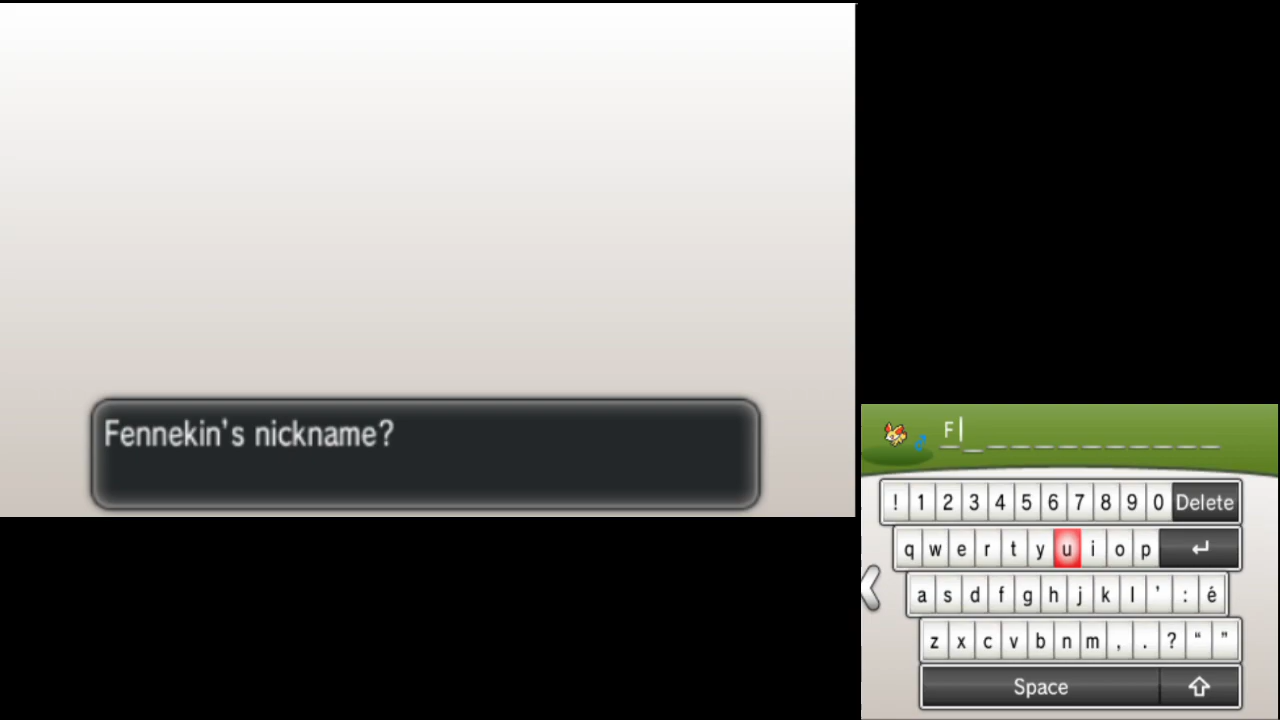 Fennekin's nickname?
F
! 1 2 3 4 5 6 7 8 9 0 Delete
q w e r t y u i o p
a s d f g h j k l ' : é
z x c v b n m , . ? “ ”
Space